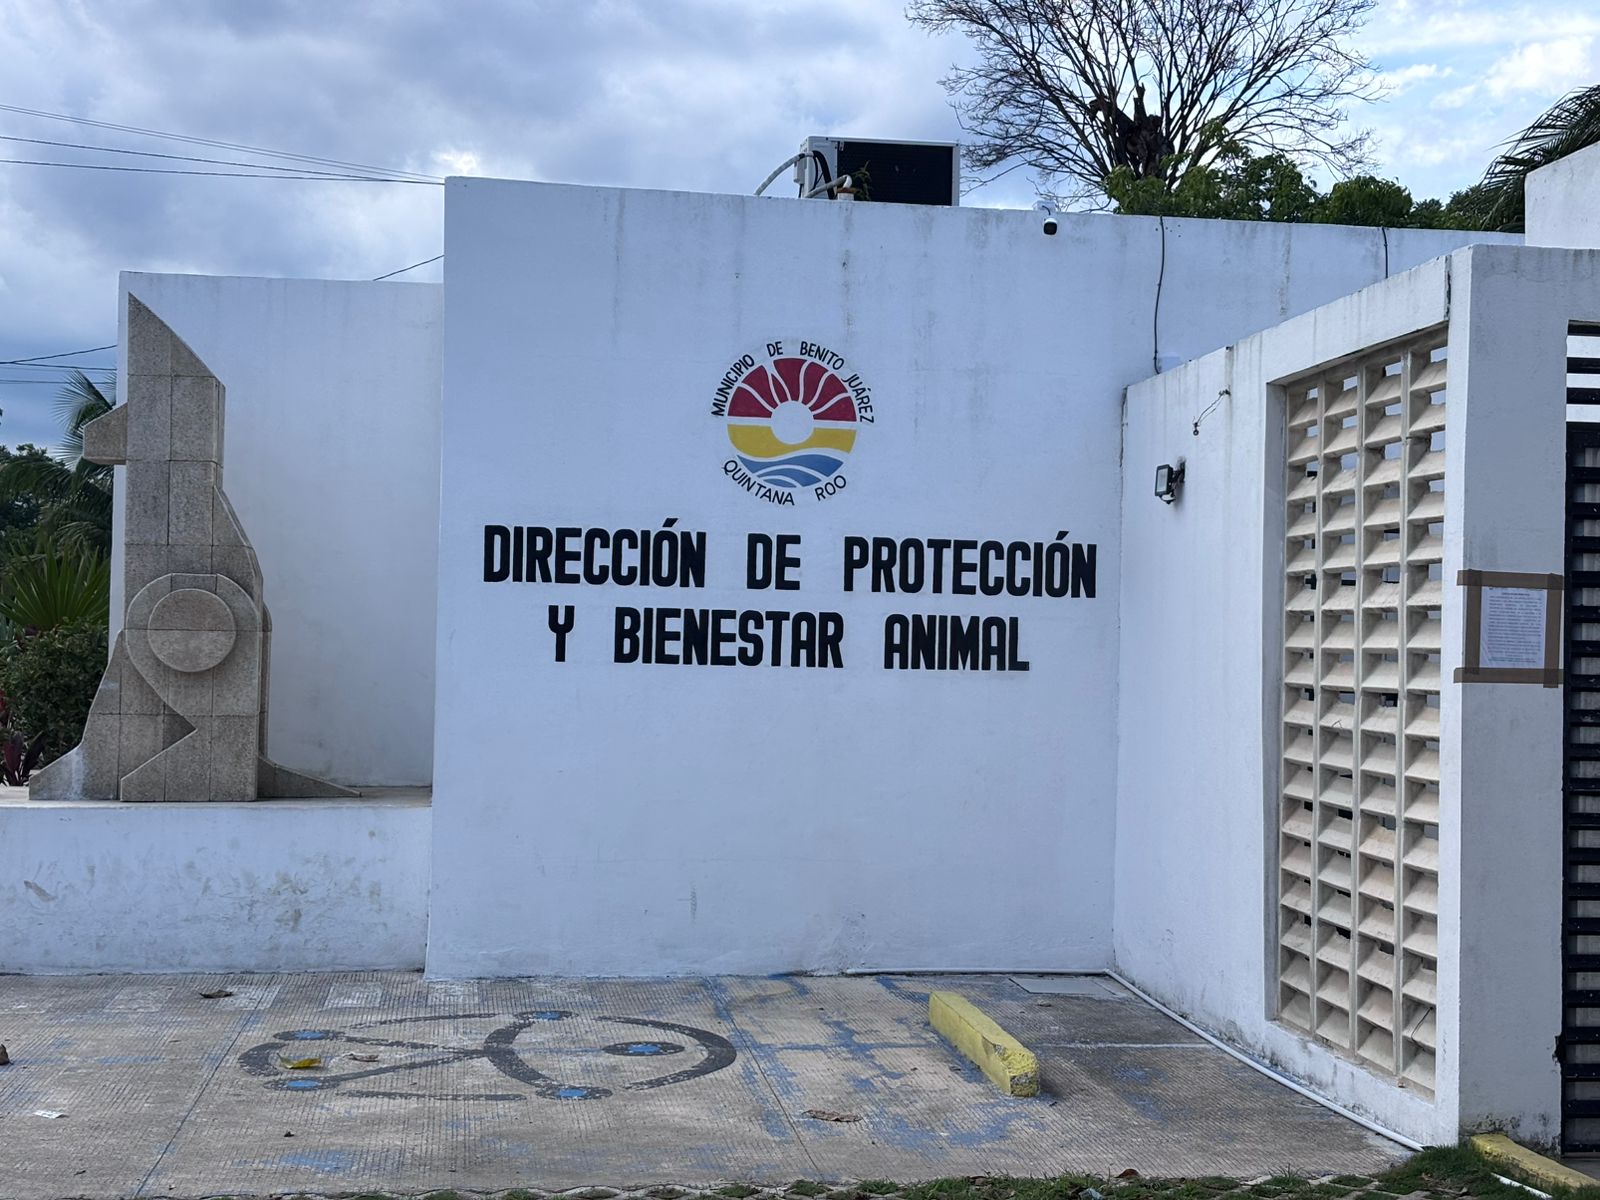 MUNICIPIO DE BENITO JUÁREZ
QUINTANA ROO
DIRECCIÓN DE PROTECCIÓN
Y BIENESTAR ANIMAL